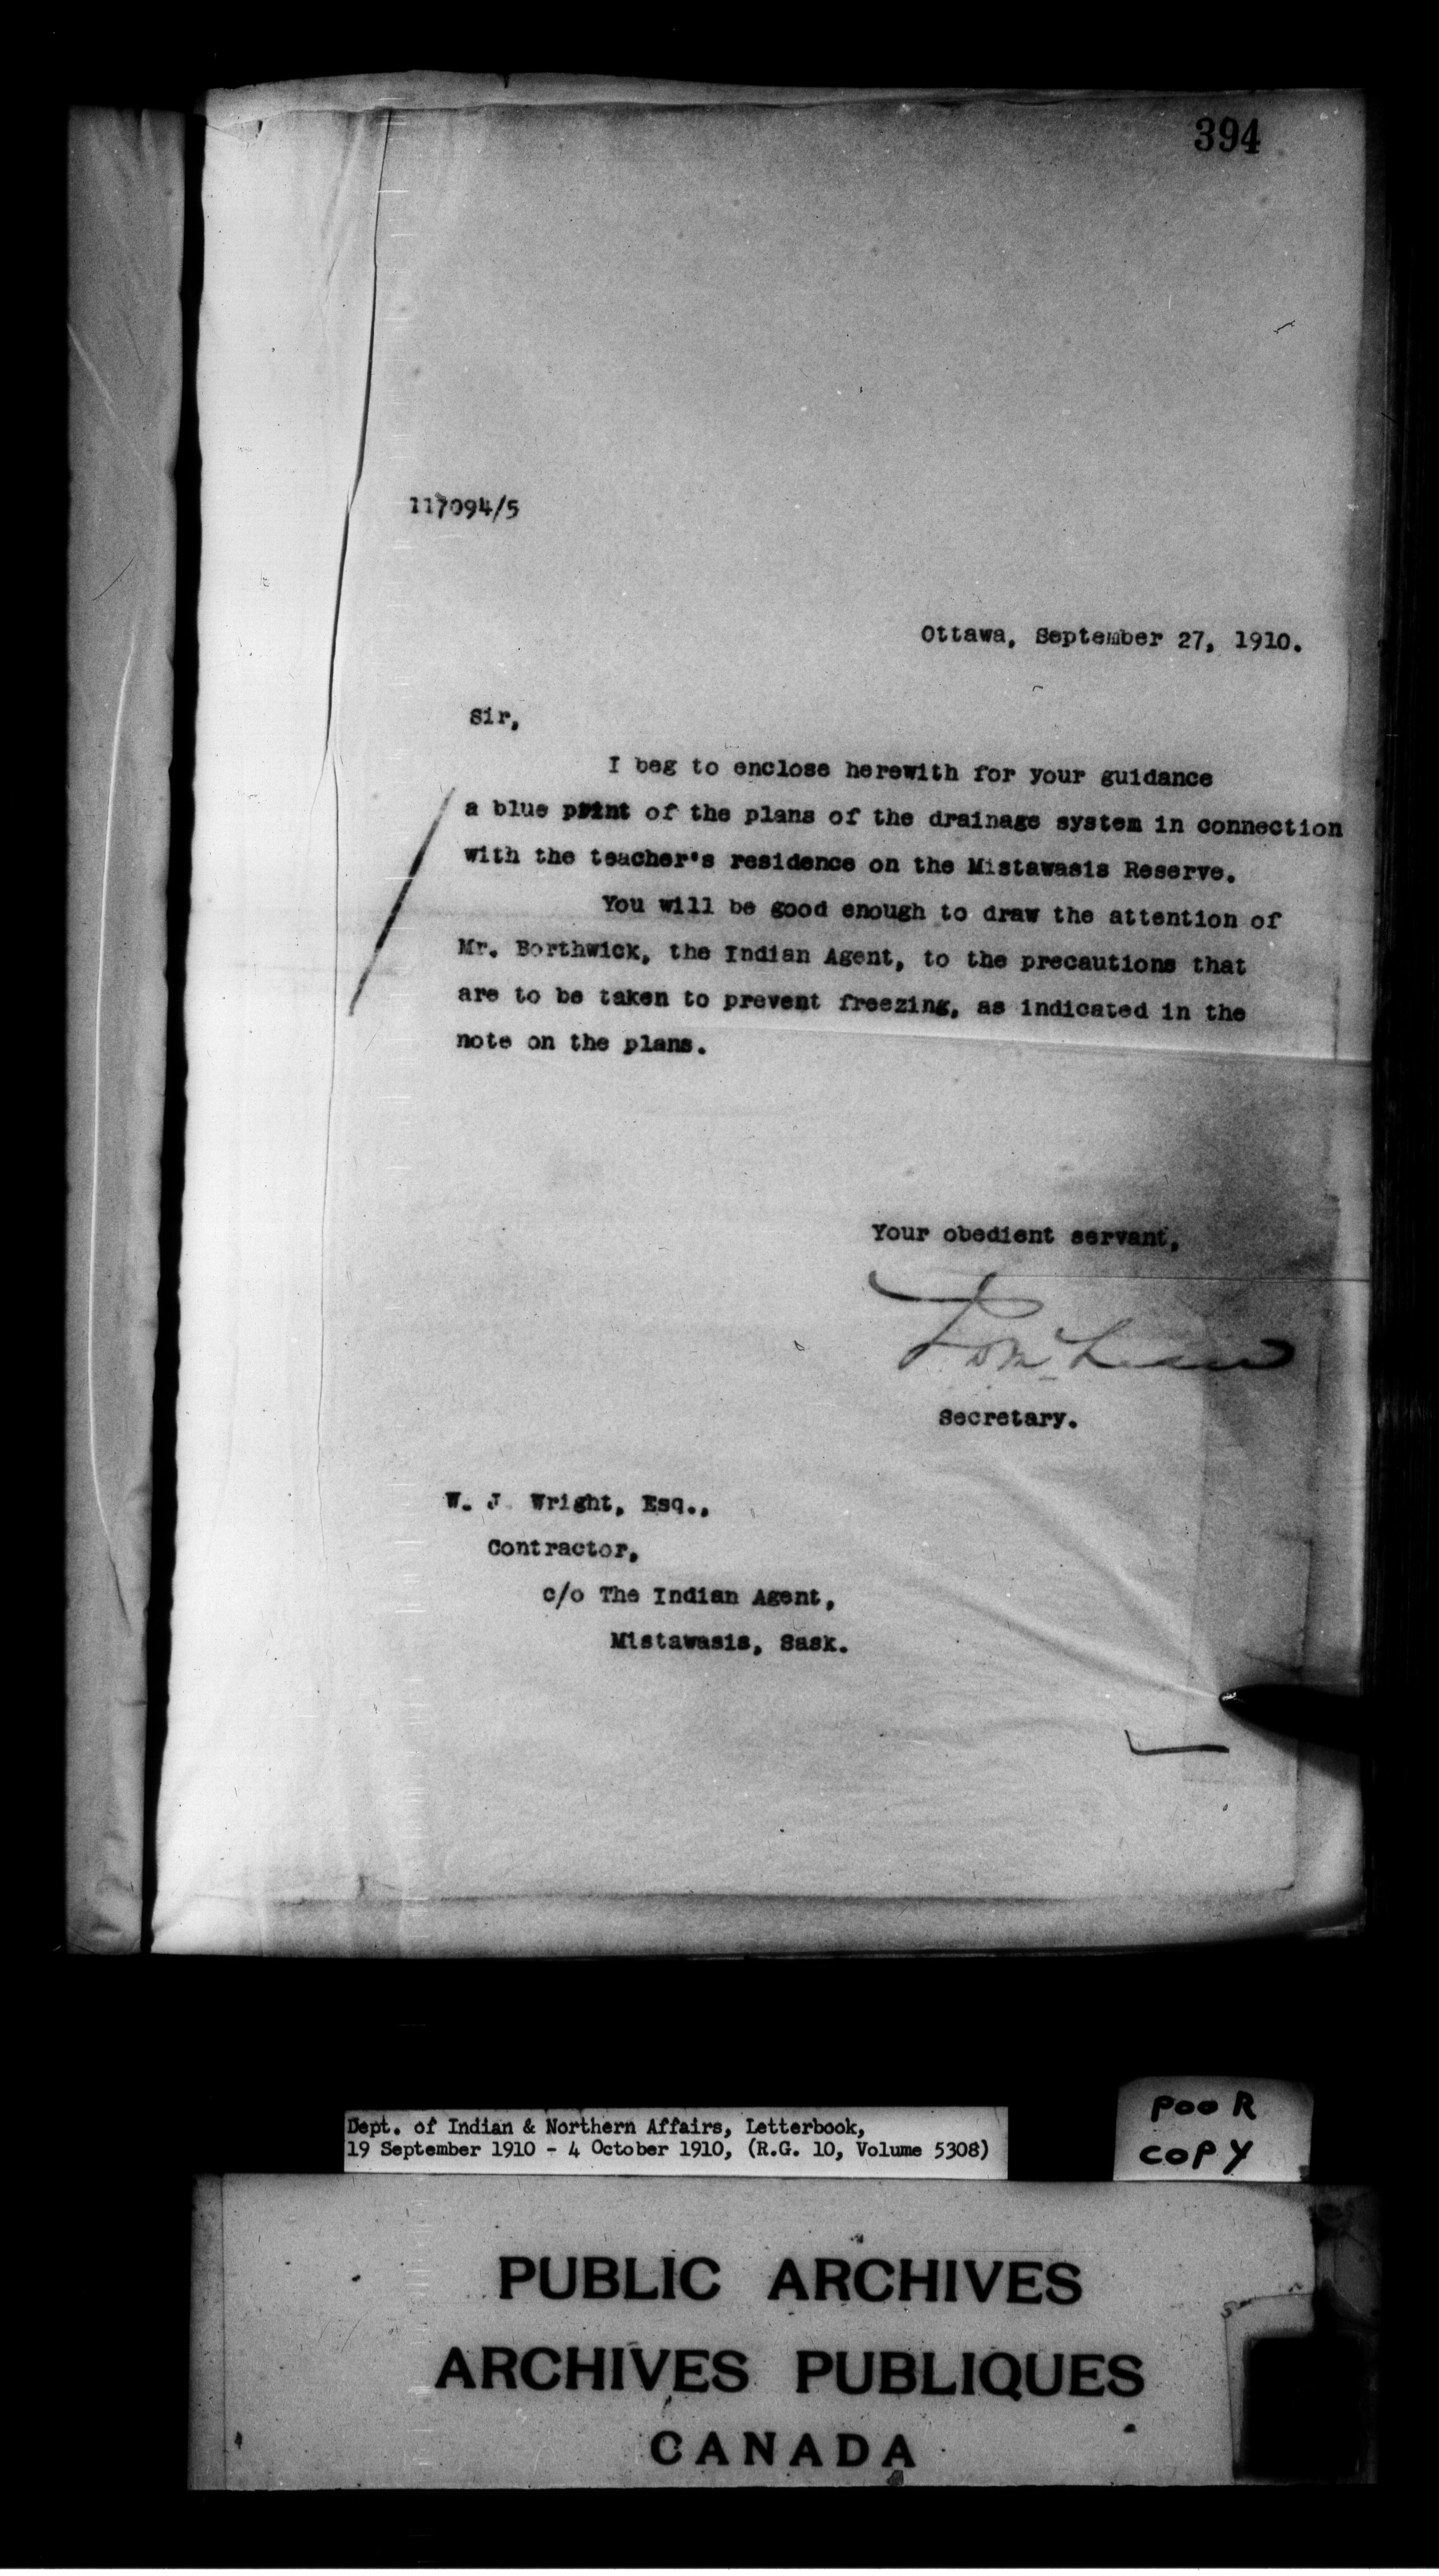 394
117094/5
Ottawa, September 27, 1910.
Sir,
I beg to enclose herewith for your guidance
a blue print of the plans of the drainage system in connection
with the teacher's residence on the Mistawasis Reserve.
You will be good enough to draw the attention of
Mr. Borthwick, the Indian Agent, to the precautions that
are to be taken to prevent freezing, as indicated in the
note on the plans.
Your obedient servant,
Secretary.
W. J. Wright, Esq.,
Contractor,
c/o The Indian Agent,
Mistawasis, Sask.
Dept. of Indian & Northern Affairs, Letterbook,
19 September 1910 - 4 October 1910, (R.G. 10, Volume 5308)
POOR
COPY
PUBLIC ARCHIVES
ARCHIVES PUBLIQUES
CANADA